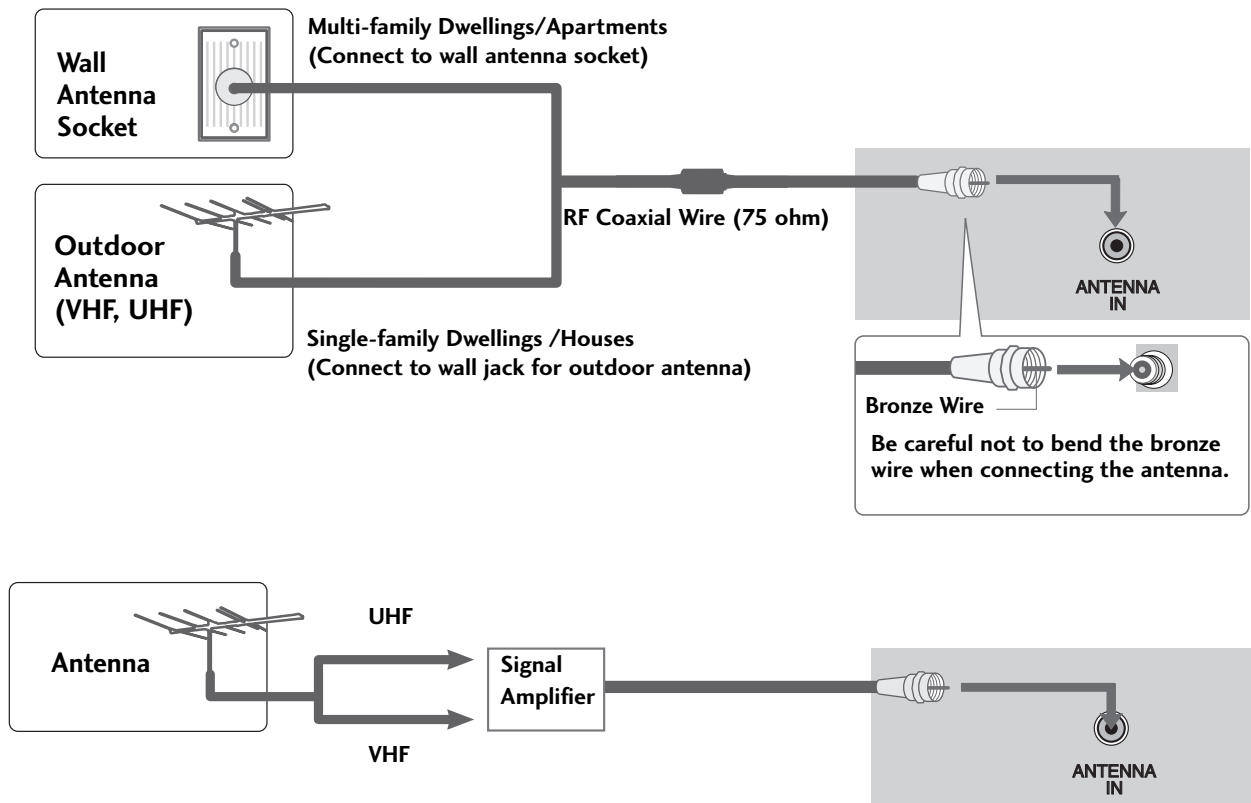 Multi-family Dwellings/Apartments
(Connect to wall antenna socket)
Wall
Antenna
Socket
RF Coaxial Wire (75 ohm)
Outdoor
Antenna
(VHF, UHF)
ANTENNA
IN
Single-family Dwellings /Houses
(Connect to wall jack for outdoor antenna)
Bronze Wire
Be careful not to bend the bronze
wire when connecting the antenna.
Antenna
UHF
VHF
Signal
Amplifier
ANTENNA
IN